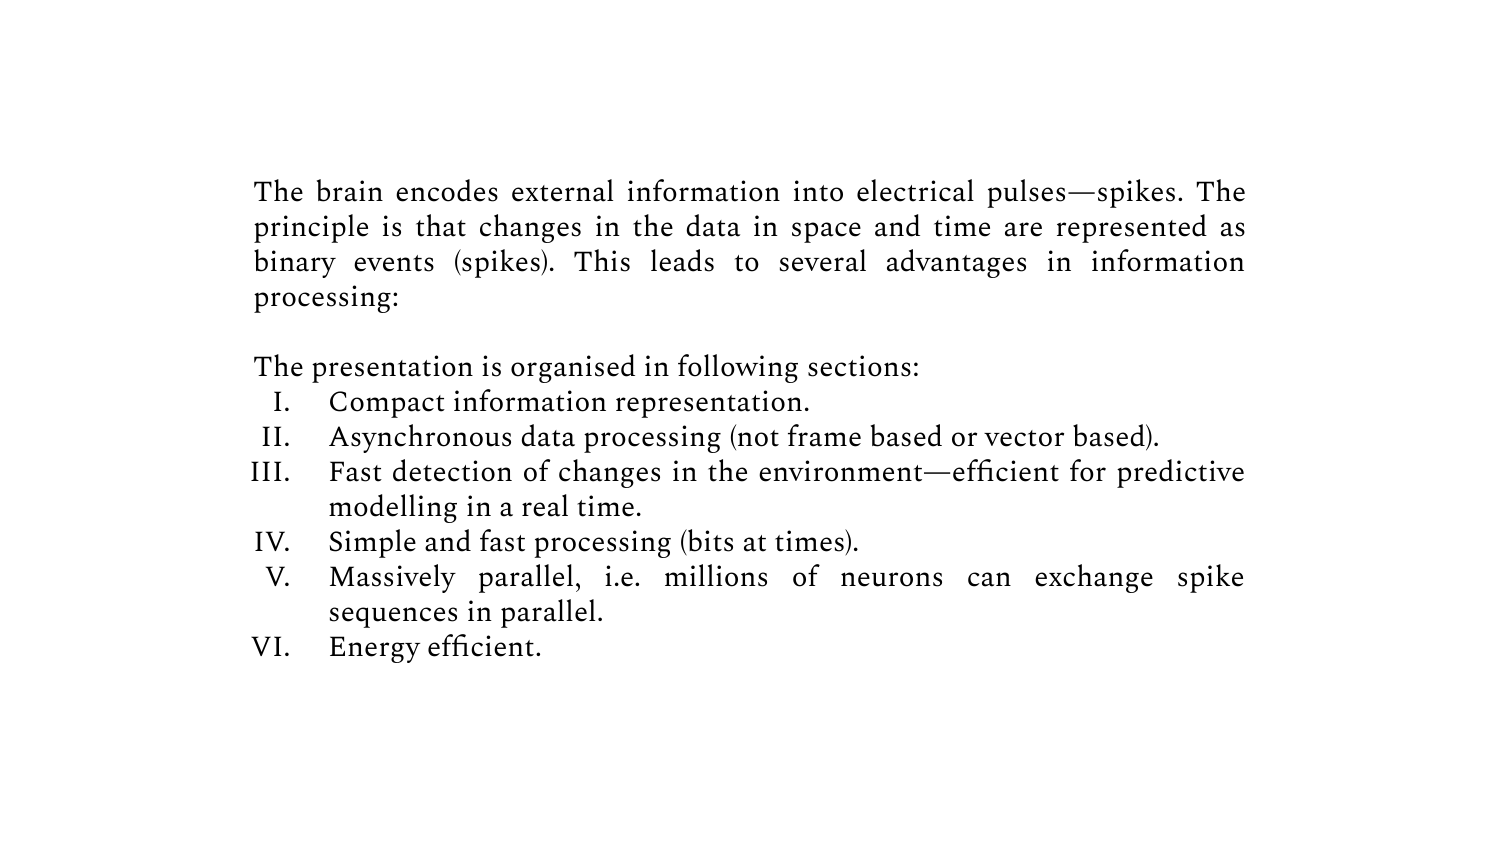 The brain encodes external information into electrical pulses—spikes. The
principle is that changes in the data in space and time are represented as
binary events (spikes). This leads to several advantages in information
processing:
The presentation is organised in following sections:
I. Compact information representation.
II. Asynchronous data processing (not frame based or vector based).
III. Fast detection of changes in the environment—efficient for predictive
modelling in a real time.
IV. Simple and fast processing (bits at times).
V. Massively parallel, i.e. millions of neurons can exchange spike
sequences in parallel.
VI. Energy efficient.